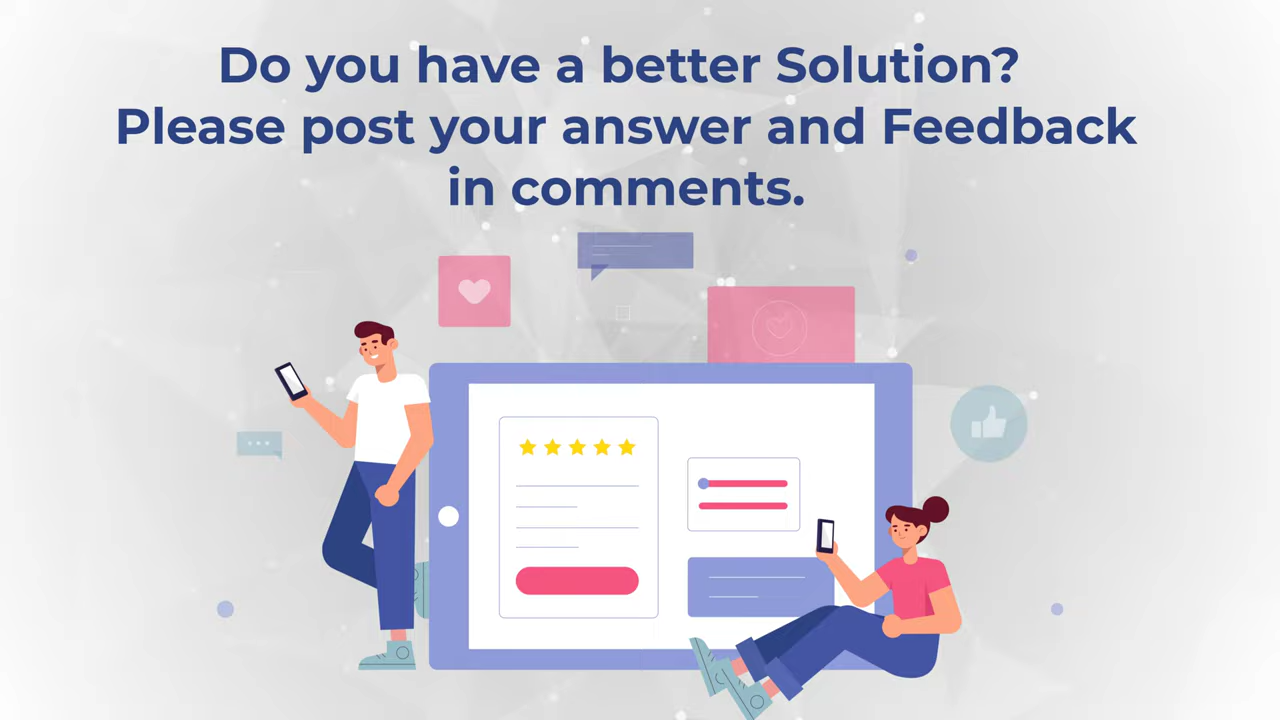 Do you have a better Solution?
Please post your answer and Feedback
in comments.